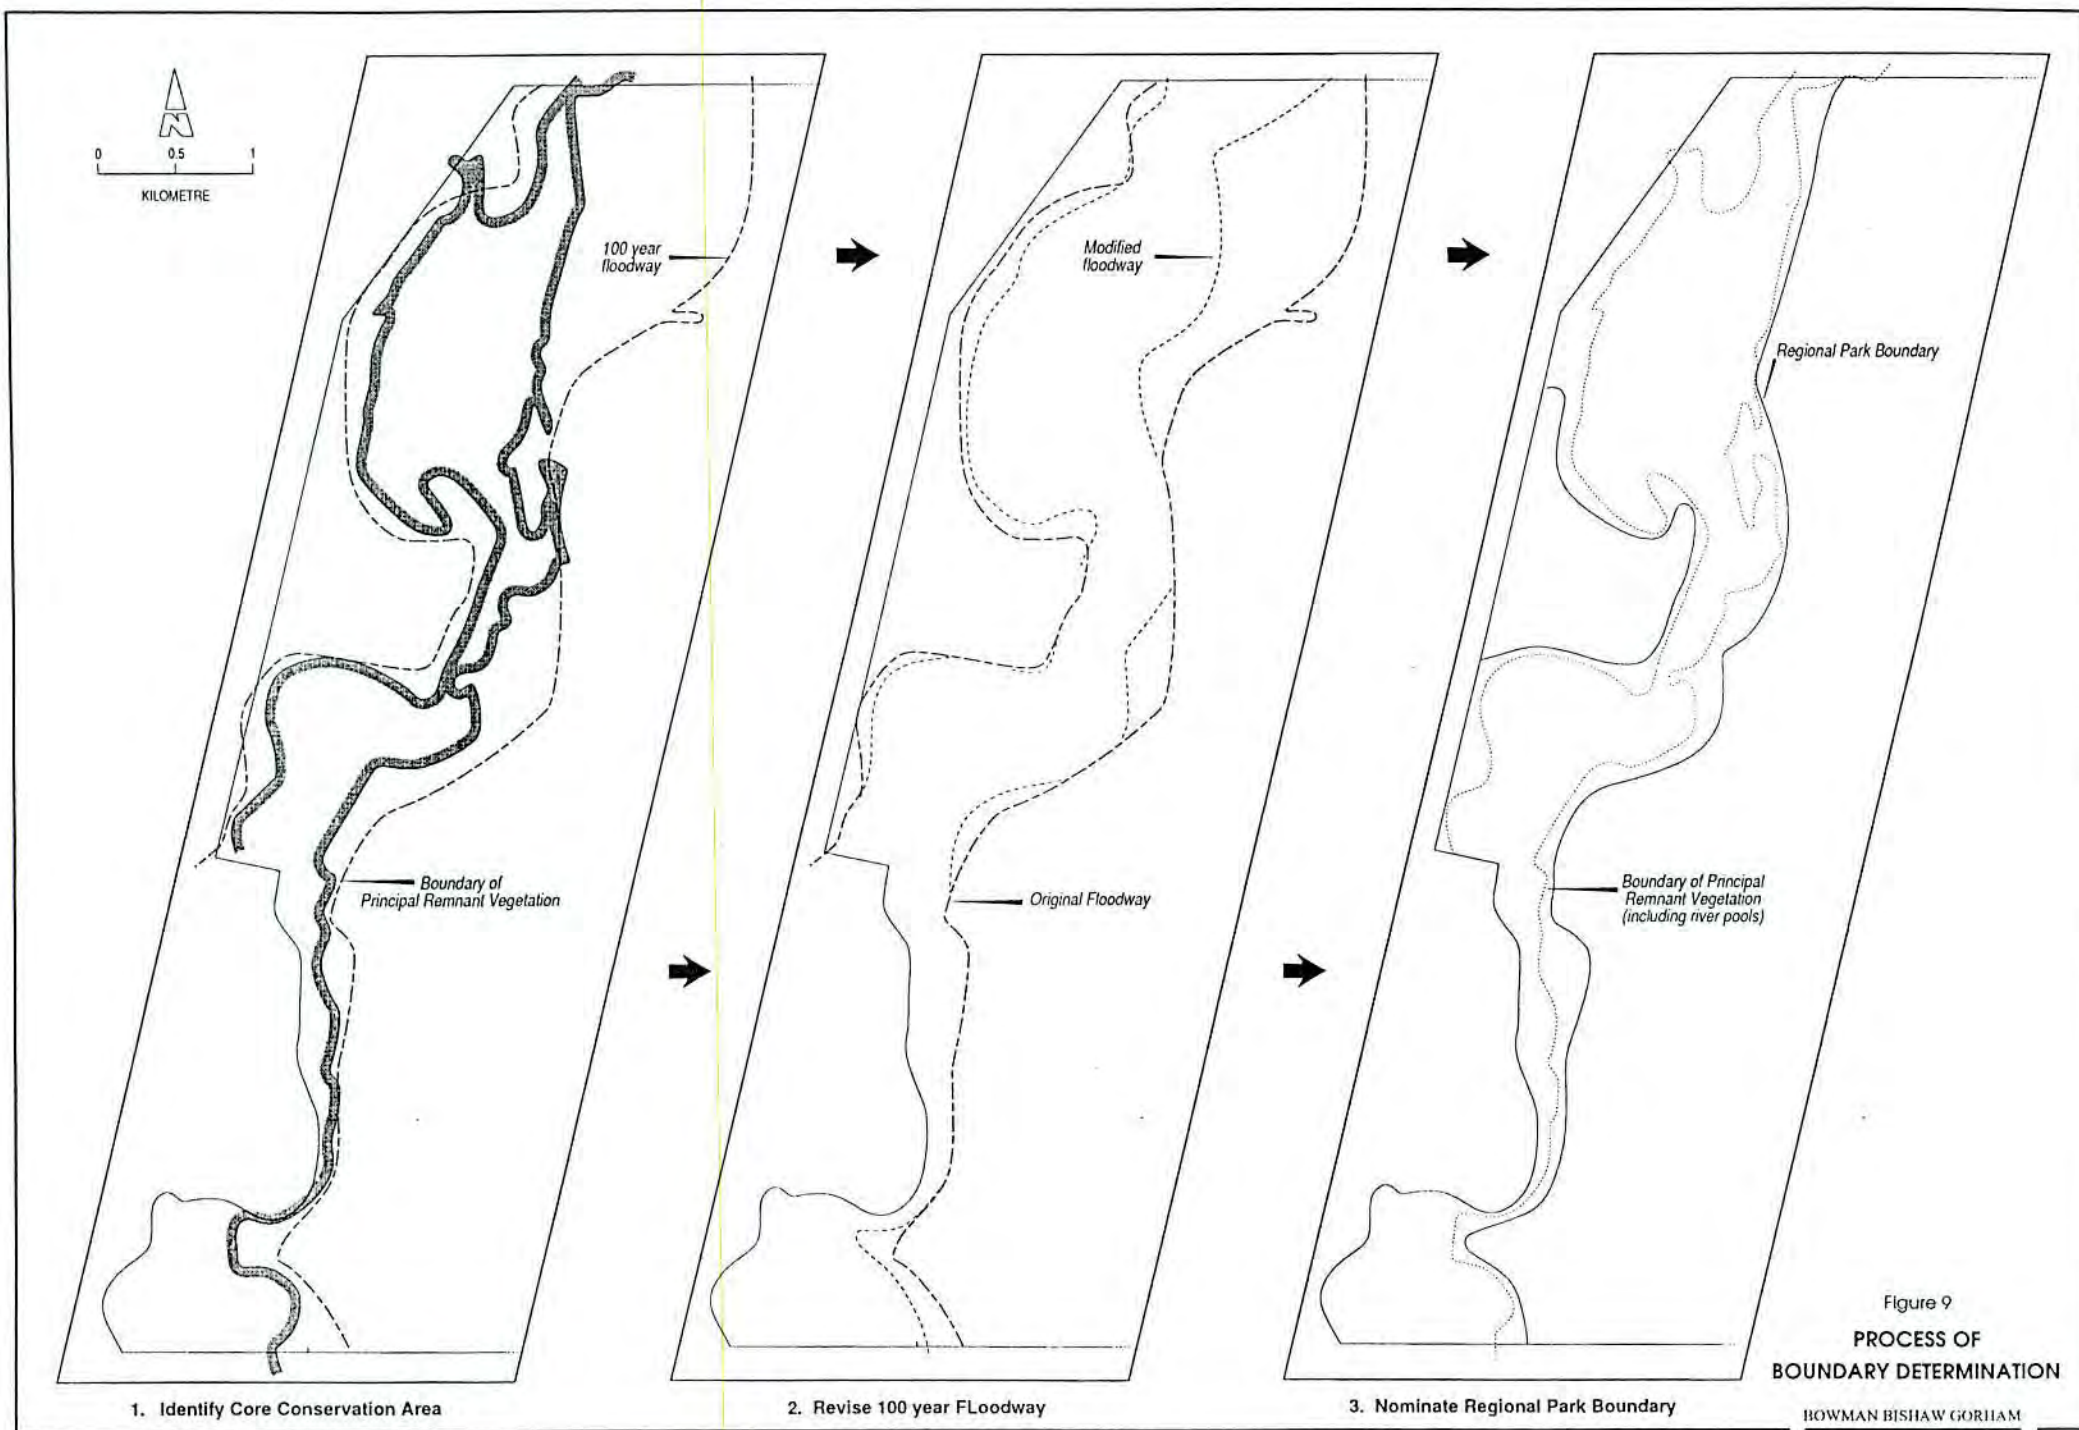 N
0 0.5 1
KILOMETRE
100 year
floodway
Boundary of
Principal Remnant Vegetation
1. Identify Core Conservation Area
Modified
floodway
Original Floodway
2. Revise 100 year FLoodway
Regional Park Boundary
Boundary of Principal
Remnant Vegetation
(including river pools)
3. Nominate Regional Park Boundary
Figure 9
PROCESS OF
BOUNDARY DETERMINATION
BOWMAN BISHAW GORHAM